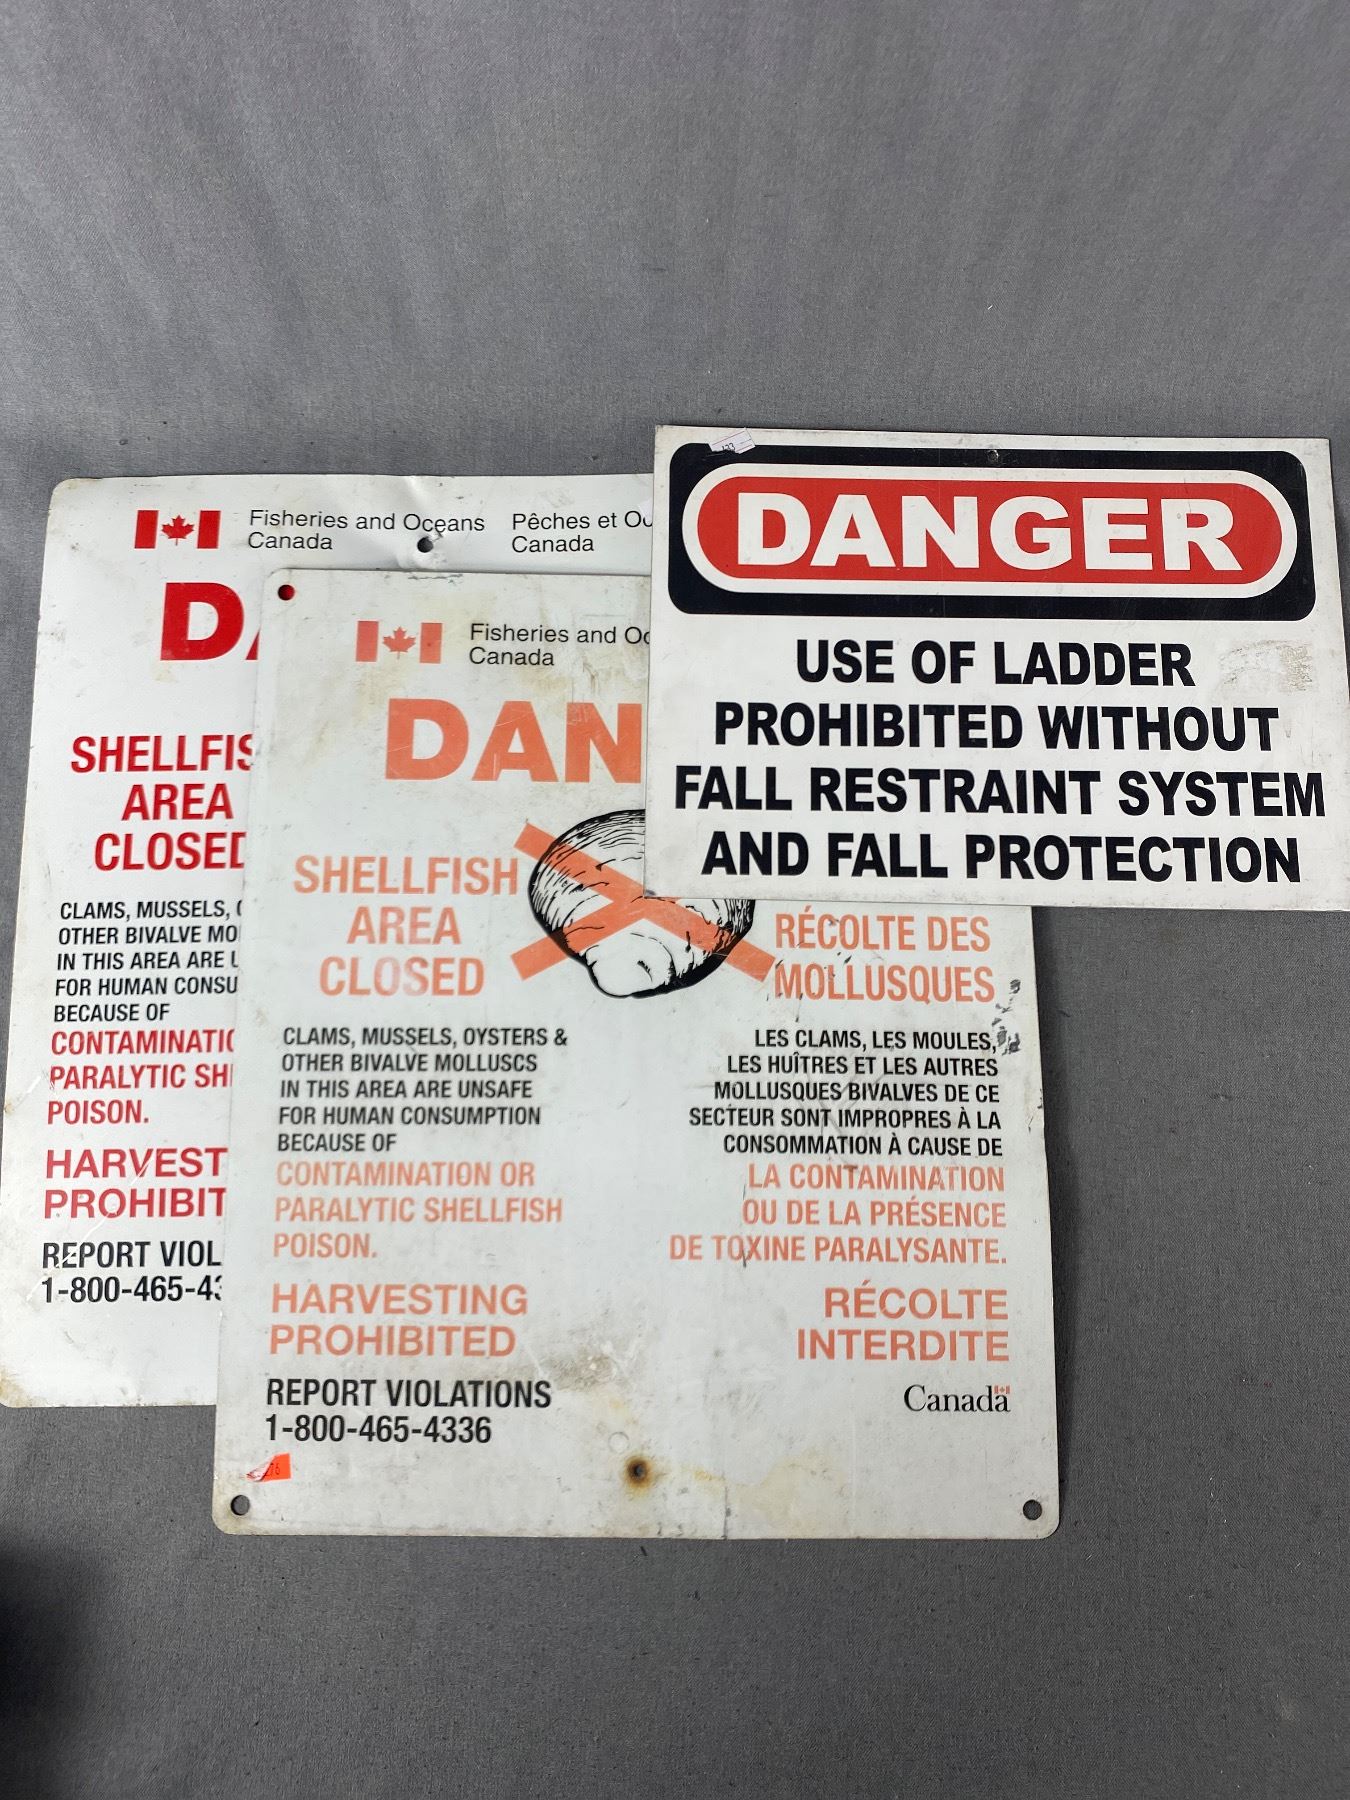 Fisheries and Oceans
Canada
Pêches et
Canada
SHELLFIS
AREA
CLOSED
CLAMS, MUSSELS,
OTHER BIVALVE MO
IN THIS AREA ARE
FOR HUMAN CONSU
BECAUSE OF
CONTAMINATIO
PARALYTIC SH
POISON.
HARVEST
PROHIBIT
REPORT VIOL
1-800-465-43
Fisheries and
Canada
DAN
SHELLFISH
AREA
CLOSED
CLAMS, MUSSELS, OYSTERS &
OTHER BIVALVE MOLLUSCS
IN THIS AREA ARE UNSAFE
FOR HUMAN CONSUMPTION
BECAUSE OF
CONTAMINATION OR
PARALYTIC SHELLFISH
POISON.
HARVESTING
PROHIBITED
REPORT VIOLATIONS
1-800-465-4336
RÉCOLTE DES
MOLLUSQUES
LES CLAMS, LES MOULES,
LES HUÎTRES ET LES AUTRES
MOLLUSQUES BIVALVES DE CE
SECTEUR SONT IMPROPRES À LA
CONSOMMATION À CAUSE DE
LA CONTAMINATION
OU DE LA PRÉSENCE
DE TOXINE PARALYSANTE.
RÉCOLTE
INTERDITE
Canada
DANGER
USE OF LADDER
PROHIBITED WITHOUT
FALL RESTRAINT SYSTEM
AND FALL PROTECTION